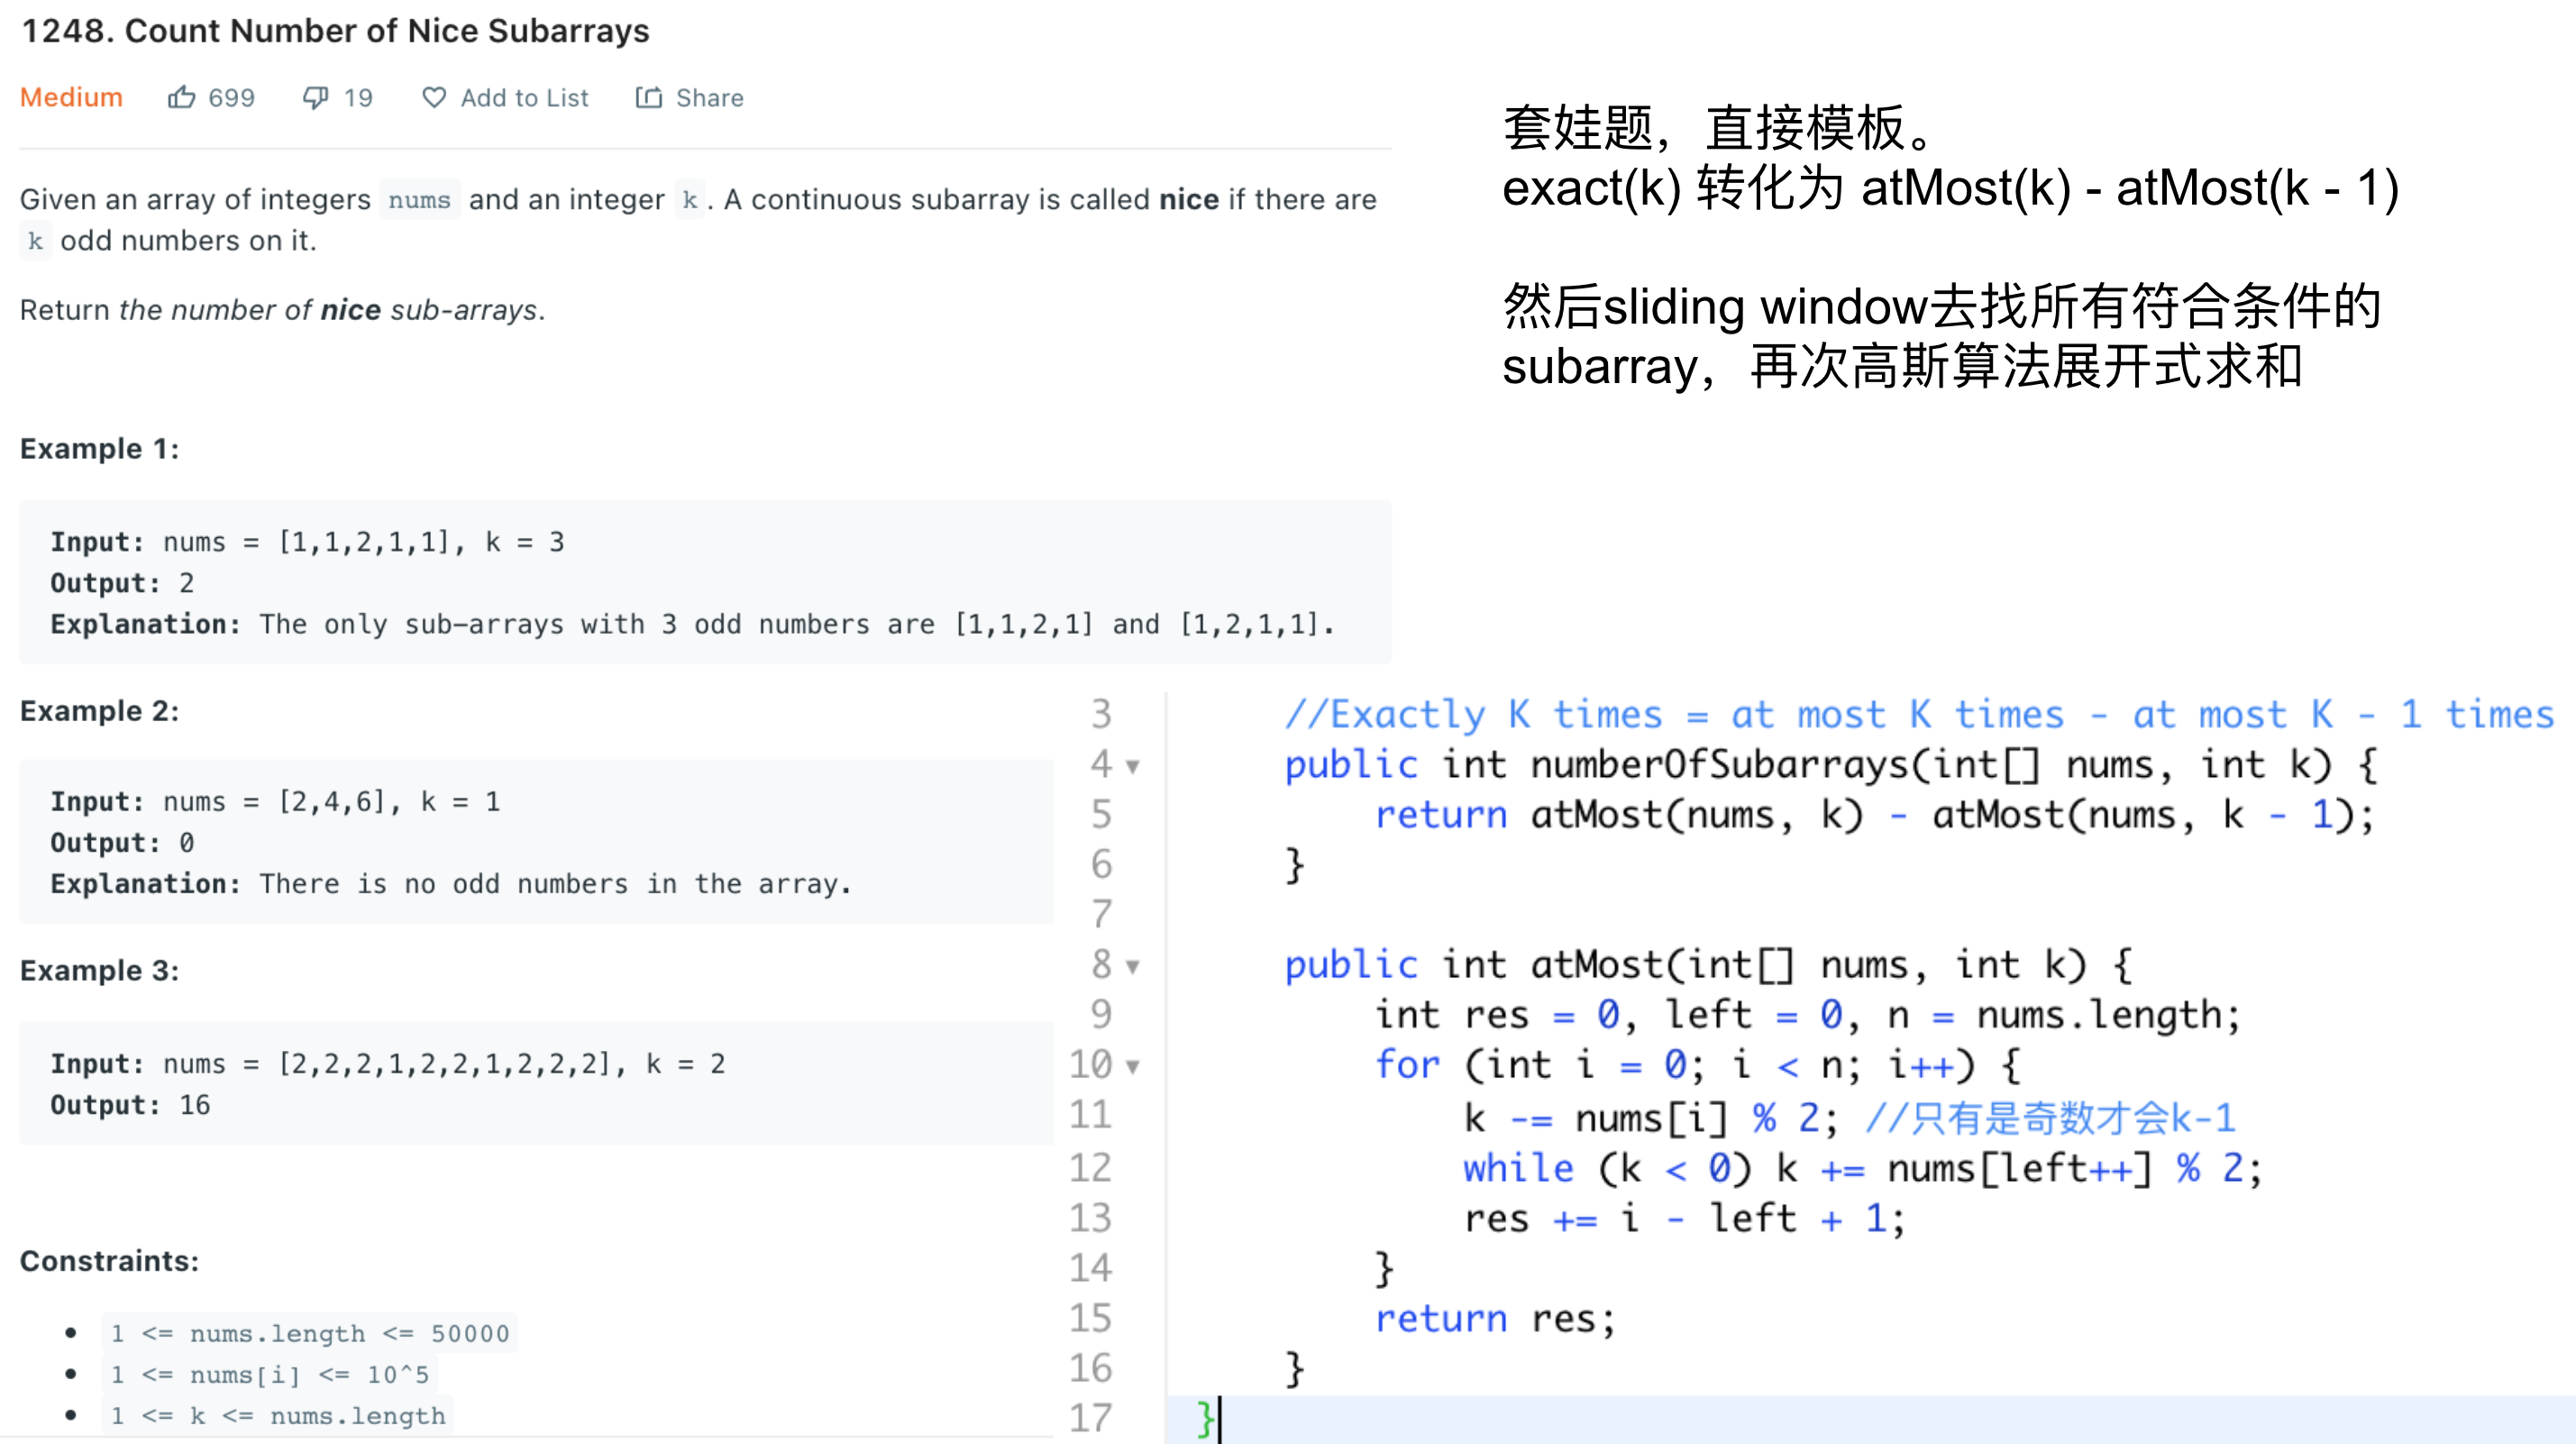 1248. Count Number of Nice Subarrays
Medium 699 19 Add to List Share
Given an array of integers nums and an integer k. A continuous subarray is called nice if there are
k odd numbers on it.
Return the number of nice sub-arrays.
Example 1:
Input: nums = [1,1,2,1,1], k = 3
Output: 2
Explanation: The only sub-arrays with 3 odd numbers are [1,1,2,1] and [1,2,1,1].
Example 2:
Input: nums = [2,4,6], k = 1
Output: 0
Explanation: There is no odd numbers in the array.
Example 3:
Input: nums = [2,2,2,1,2,2,1,2,2,2], k = 2
Output: 16
Constraints:
1 <= nums.length <= 50000
1 <= nums[i] <= 10^5
1 <= k <= nums.length
套娃题，直接模板。
exact(k) 转化为 atMost(k) - atMost(k - 1)
然后sliding window去找所有符合条件的
subarray，再次高斯算法展开式求和
3 //Exactly K times = at most K times - at most K - 1 times
4 public int numberOfSubarrays(int[] nums, int k) {
5 return atMost(nums, k) - atMost(nums, k - 1);
6 }
7
8 public int atMost(int[] nums, int k) {
9 int res = 0, left = 0, n = nums.length;
10 for (int i = 0; i < n; i++) {
11 k -= nums[i] % 2; //只有是奇数才会k-1
12 while (k < 0) k += nums[left++] % 2;
13 res += i - left + 1;
14 }
15 return res;
16 }
17 }